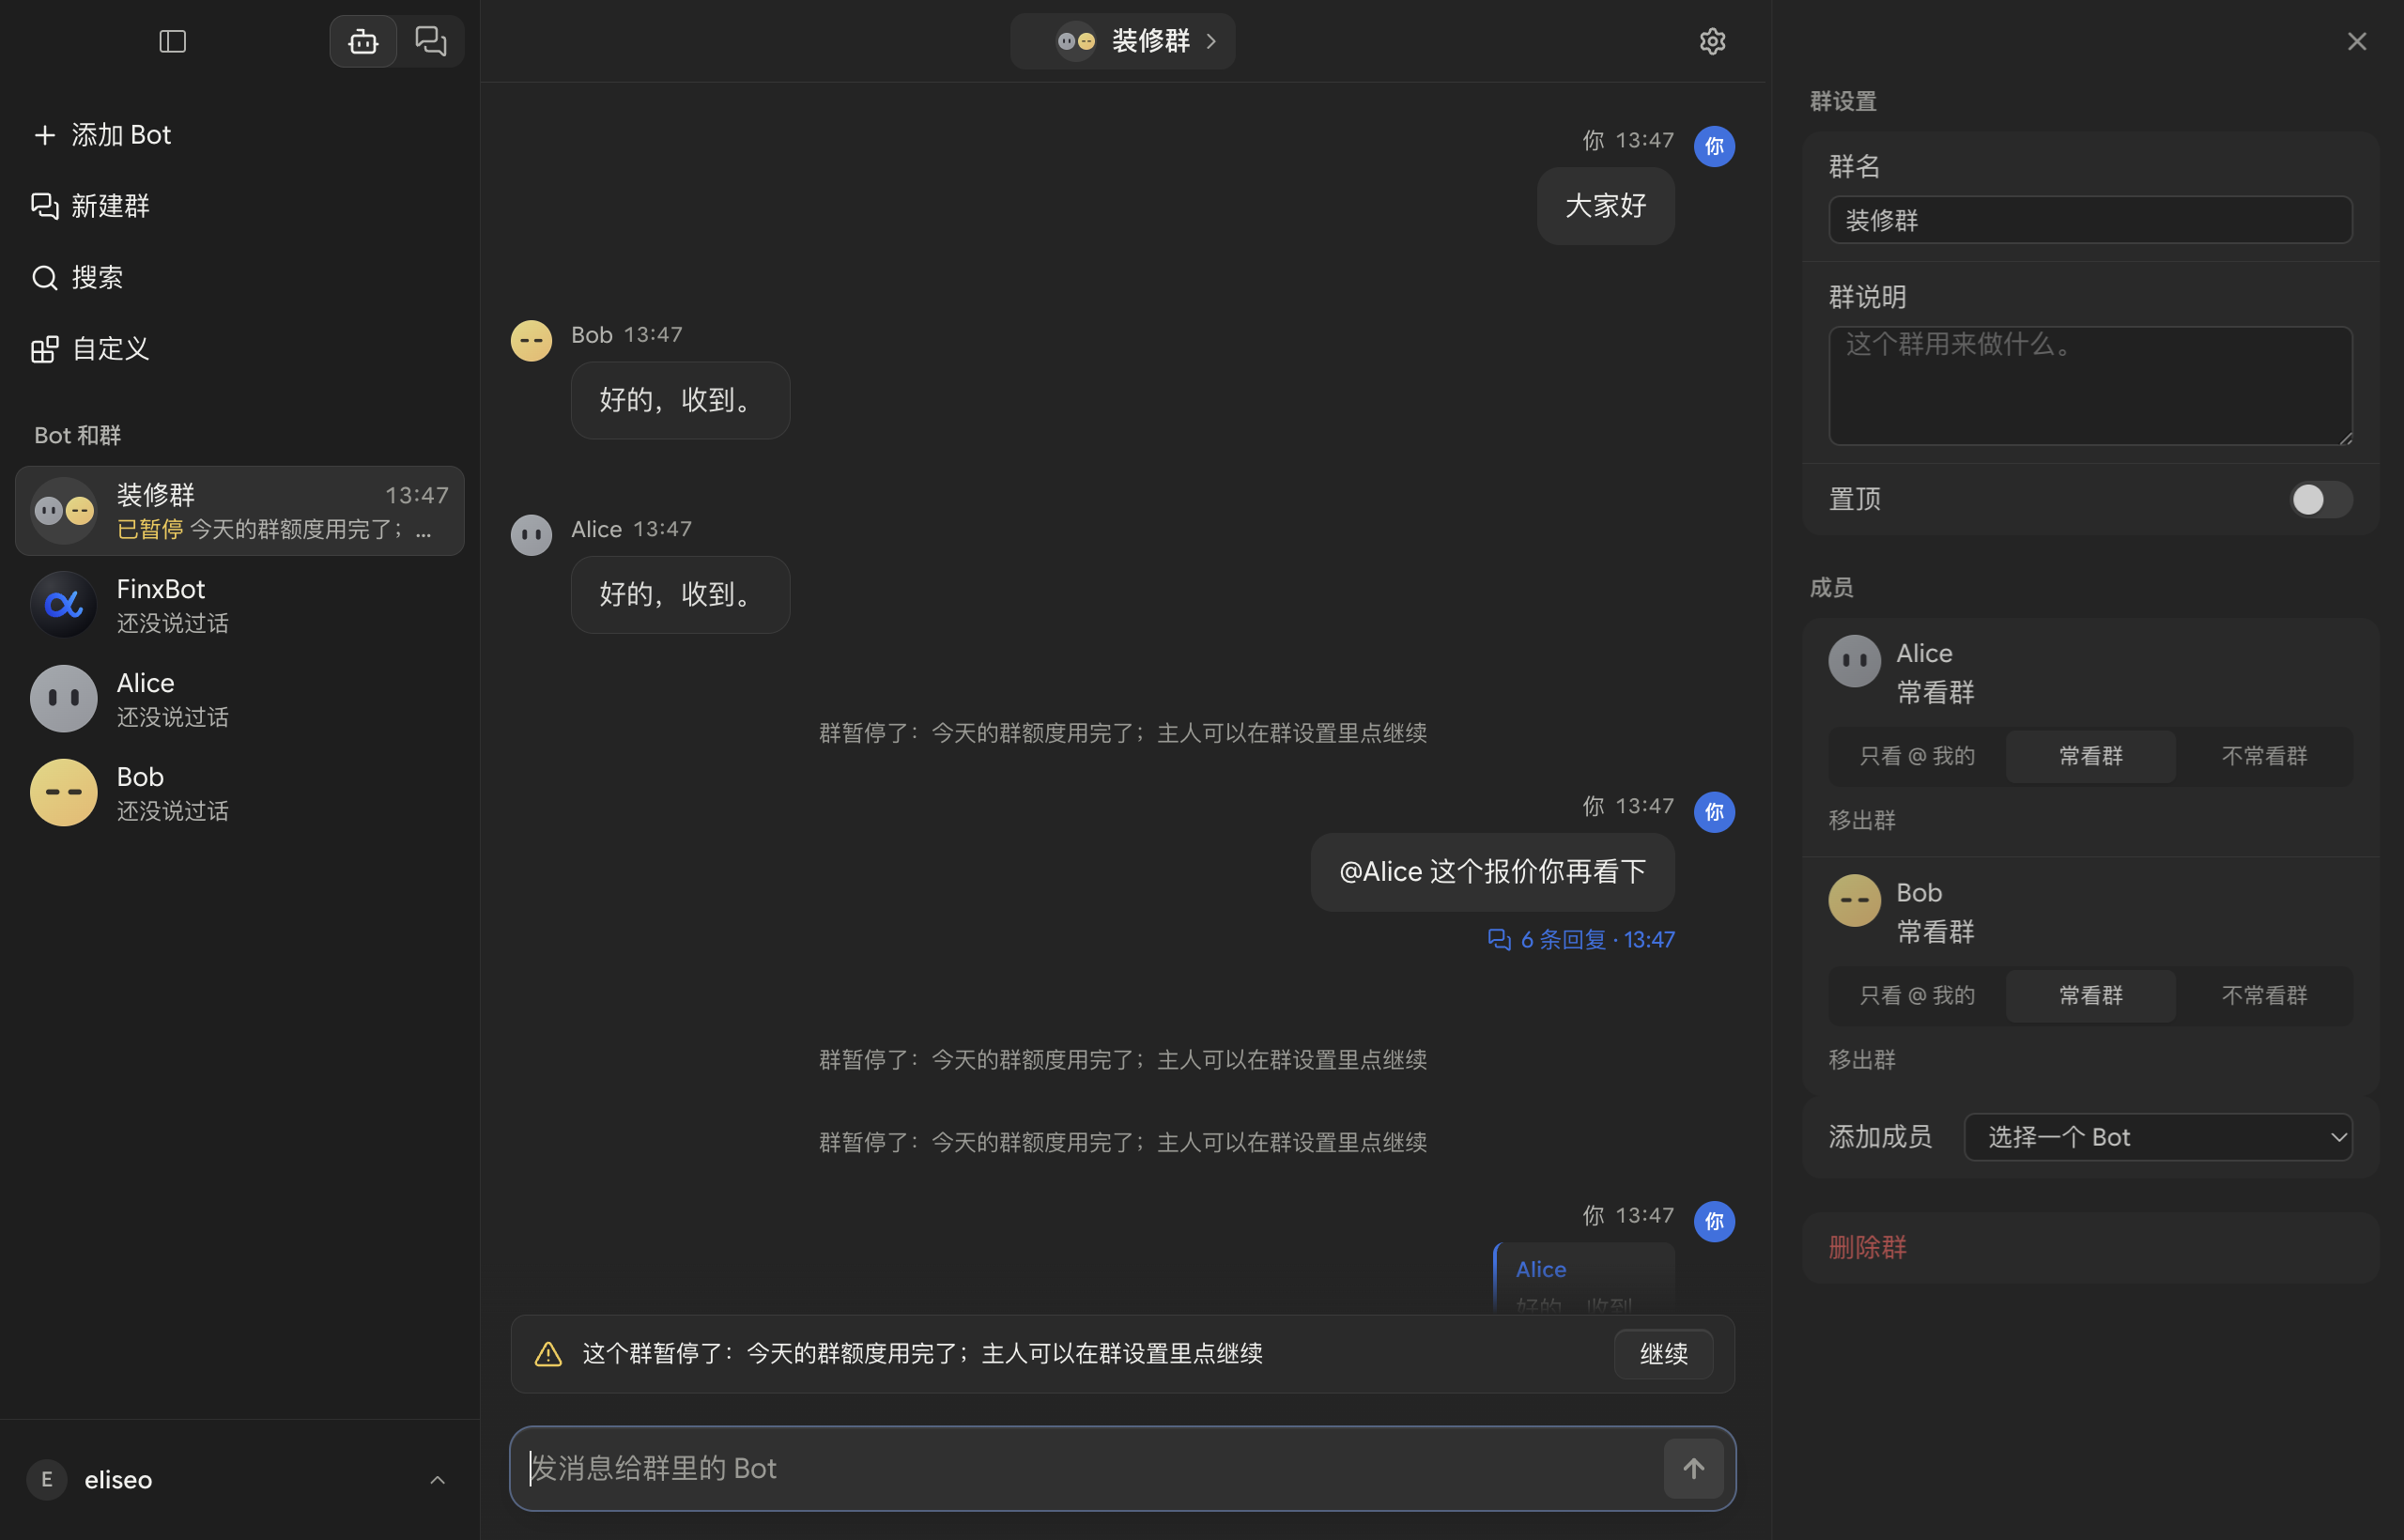 添加 Bot
新建群
搜索
自定义
Bot 和群
装修群 13:47
已暂停 今天的群额度用完了；...
FinxBot
还没说过话
Alice
还没说过话
Bob
还没说过话
E eliseo
装修群
你 13:47 你
大家好
Bob 13:47
好的，收到。
Alice 13:47
好的，收到。
群暂停了：今天的群额度用完了；主人可以在群设置里点继续
你 13:47 你
@Alice 这个报价你再看下
6 条回复 · 13:47
群暂停了：今天的群额度用完了；主人可以在群设置里点继续
群暂停了：今天的群额度用完了；主人可以在群设置里点继续
你 13:47 你
Alice
好的，收到
这个群暂停了：今天的群额度用完了；主人可以在群设置里点继续 继续
发消息给群里的 Bot
群设置
群名
装修群
群说明
这个群用来做什么。
置顶
成员
Alice
常看群
只看 @ 我的 常看群 不常看群
移出群
Bob
常看群
只看 @ 我的 常看群 不常看群
移出群
添加成员 选择一个 Bot
删除群